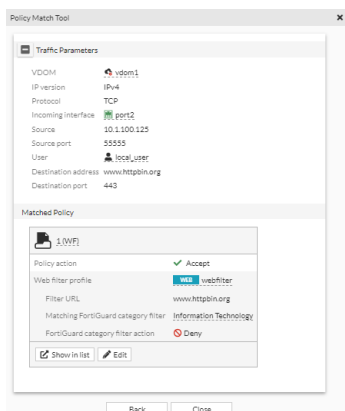 Policy Match Tool
Traffic Parameters
VDOM vdom1
IP version IPv4
Protocol TCP
Incoming interface port2
Source 10.1.100.125
Source port 55555
User local_user
Destination address www.httpbin.org
Destination port 443
Matched Policy
1 (WF)
Policy action Accept
Web filter profile WEB webfilter
Filter URL www.httpbin.org
Matching FortiGuard category filter Information Technology
FortiGuard category filter action Deny
Show in list Edit
Back Close